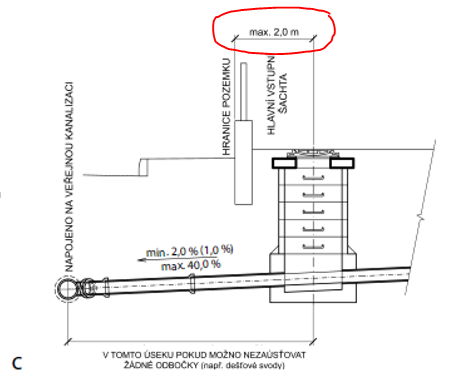 max. 2,0 m
NAPOJENO NA VEŘEJNOU KANALIZACI
HRANICE POZEMKU
HLAVNÍ VSTUPN
ŠACHTA
min. 2,0 % (1,0 %)
max. 40,0 %
C
V TOMTO ÚSEKU POKUD MOŽNO NEZAÚSŤOVAT
ŽÁDNÉ ODBOČKY (např. dešťové svody)